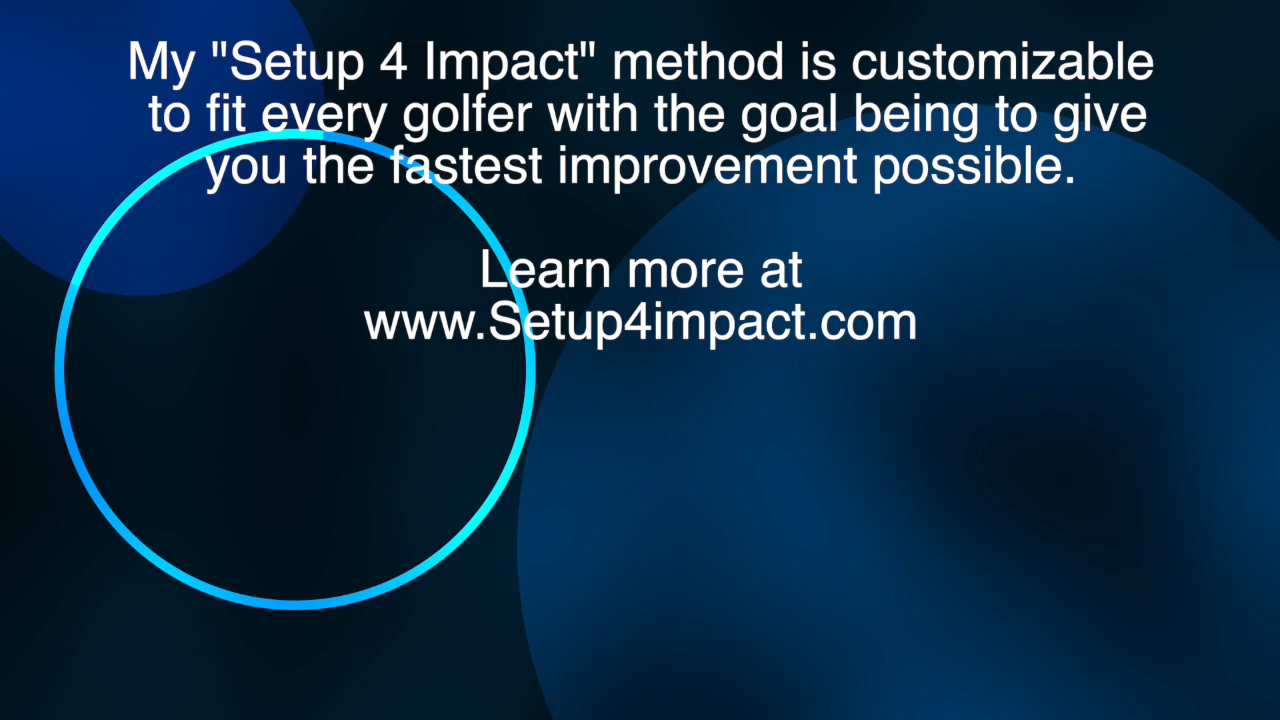 My "Setup 4 Impact" method is customizable
to fit every golfer with the goal being to give
you the fastest improvement possible.
Learn more at
www.Setup4impact.com